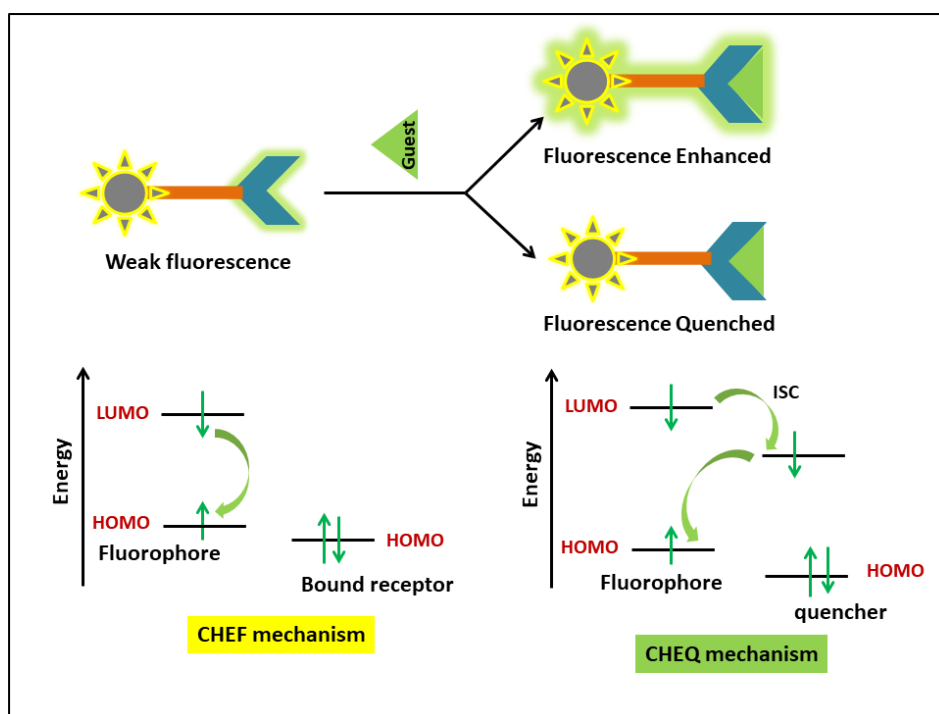 Guest
Weak fluorescence
Fluorescence Enhanced
Fluorescence Quenched
Energy
LUMO
HOMO
Fluorophore
HOMO
Bound receptor
CHEF mechanism
Energy
LUMO
ISC
HOMO
Fluorophore
HOMO
quencher
CHEQ mechanism